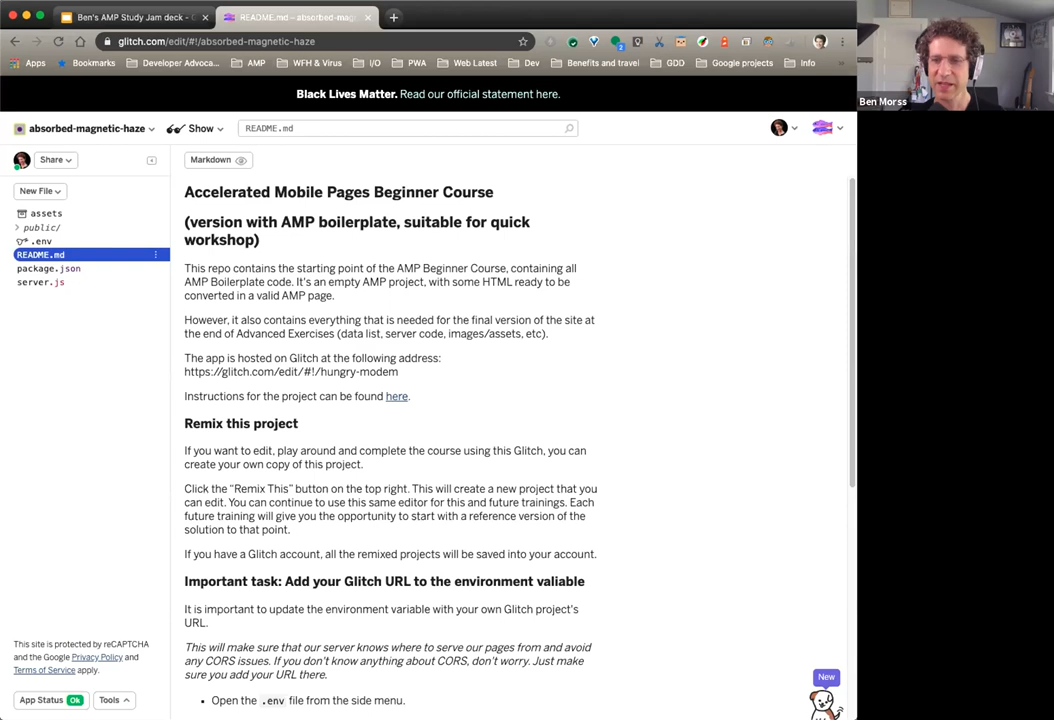 Ben's AMP Study Jam deck - G
README.md – absorbed-magnetic-
glitch.com/edit/#!/absorbed-magnetic-haze
Apps
Bookmarks
Developer Advoca...
AMP
WFH & Virus
I/O
PWA
Web Latest
Dev
Benefits and travel
GDD
Google projects
Info
Ben Morss
Black Lives Matter. Read our official statement here.
absorbed-magnetic-haze
Show
README.md
Share
Markdown
New File
assets
public/
.env
README.md
package.json
server.js
Accelerated Mobile Pages Beginner Course
(version with AMP boilerplate, suitable for quick
workshop)
This repo contains the starting point of the AMP Beginner Course, containing all
AMP Boilerplate code. It's an empty AMP project, with some HTML ready to be
converted in a valid AMP page.
However, it also contains everything that is needed for the final version of the site at
the end of Advanced Exercises (data list, server code, images/assets, etc).
The app is hosted on Glitch at the following address:
https://glitch.com/edit/#!/hungry-modem
Instructions for the project can be found here.
Remix this project
If you want to edit, play around and complete the course using this Glitch, you can
create your own copy of this project.
Click the “Remix This” button on the top right. This will create a new project that you
can edit. You can continue to use this same editor for this and future trainings. Each
future training will give you the opportunity to start with a reference version of the
solution to that point.
If you have a Glitch account, all the remixed projects will be saved into your account.
Important task: Add your Glitch URL to the environment valiable
It is important to update the environment variable with your own Glitch project's
URL.
This will make sure that our server knows where to serve our pages from and avoid
any CORS issues. If you don't know anything about CORS, don't worry. Just make
sure you add your URL there.
Open the .env file from the side menu.
This site is protected by reCAPTCHA
and the Google Privacy Policy and
Terms of Service apply.
App Status Ok
Tools
New